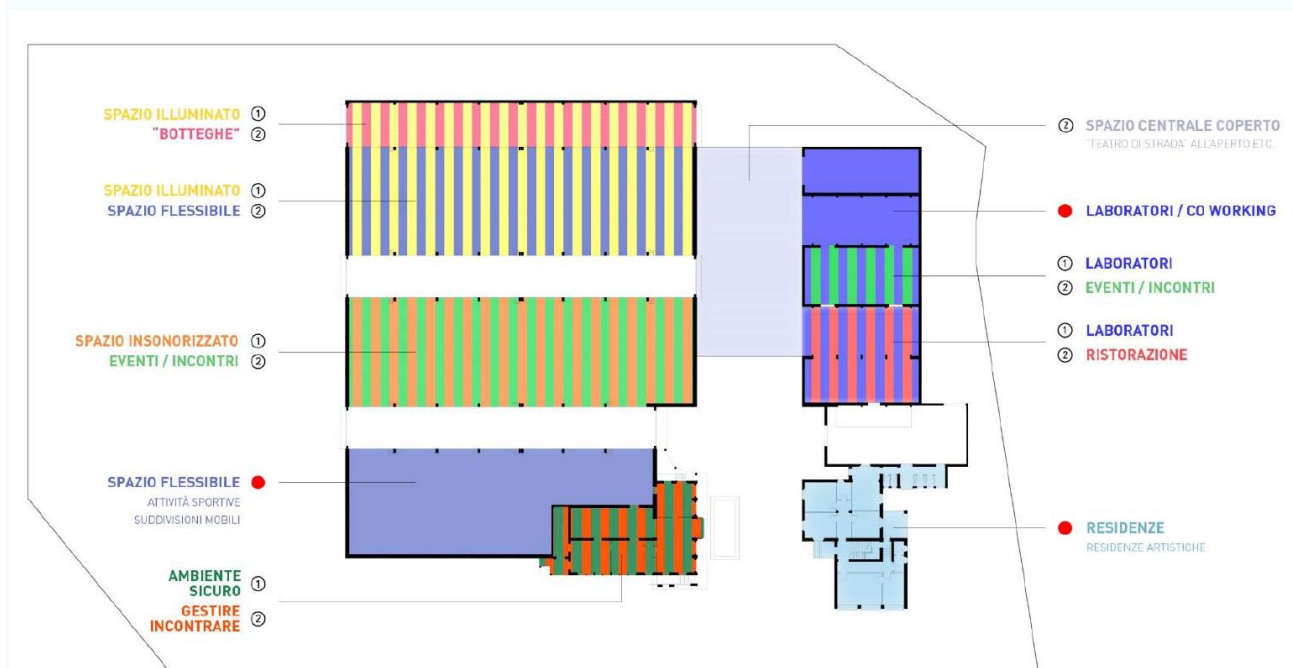 SPAZIO ILLUMINATO 1
"BOTTEGHE" 2
SPAZIO ILLUMINATO 1
SPAZIO FLESSIBILE 2
SPAZIO INSONORIZZATO 1
EVENTI / INCONTRI 2
SPAZIO FLESSIBILE
ATTIVITÀ SPORTIVE
SUDDIVISIONI MOBILI
AMBIENTE
SICURO 1
GESTIRE
INCONTRARE 2
2 SPAZIO CENTRALE COPERTO
"TEATRO DI STRADA" ALL'APERTO ETC.
LABORATORI / CO WORKING
1 LABORATORI
2 EVENTI / INCONTRI
1 LABORATORI
2 RISTORAZIONE
RESIDENZE
RESIDENZE ARTISTICHE